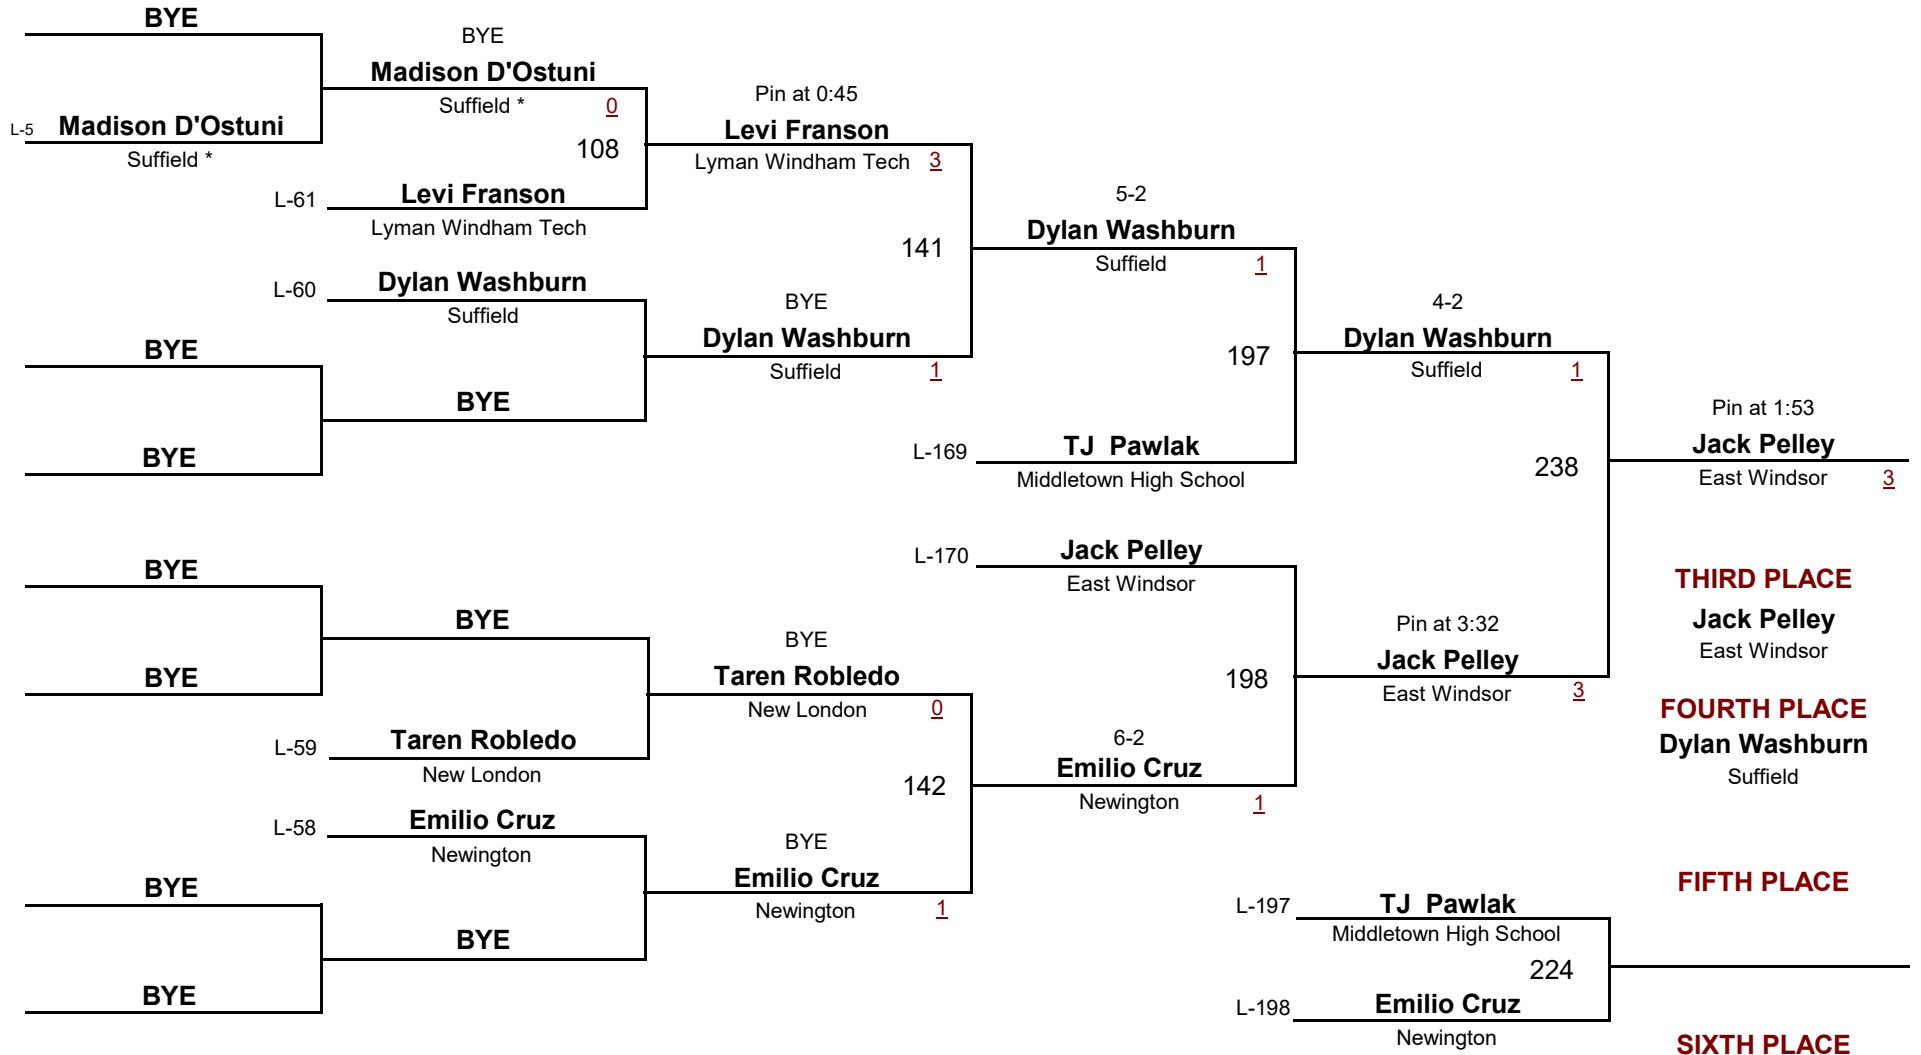 BYE
BYE
Madison D'Ostuni
Suffield * 0
L-5 Madison D'Ostuni
Suffield *
108
L-61 Levi Franson
Lyman Windham Tech
Pin at 0:45
Levi Franson
Lyman Windham Tech 3
141
L-60 Dylan Washburn
Suffield
BYE
Dylan Washburn
Suffield 1
BYE
BYE
BYE
5-2
Dylan Washburn
Suffield 1
197
L-169 TJ Pawlak
Middletown High School
4-2
Dylan Washburn
Suffield 1
238
Pin at 1:53
Jack Pelley
East Windsor 3
BYE
BYE
BYE
BYE
Taren Robledo
New London 0
L-59 Taren Robledo
New London
142
L-58 Emilio Cruz
Newington
BYE
Emilio Cruz
Newington 1
BYE
BYE
BYE
L-170 Jack Pelley
East Windsor
198
6-2
Emilio Cruz
Newington 1
Pin at 3:32
Jack Pelley
East Windsor 3
THIRD PLACE
Jack Pelley
East Windsor
FOURTH PLACE
Dylan Washburn
Suffield
FIFTH PLACE
L-197 TJ Pawlak
Middletown High School
224
L-198 Emilio Cruz
Newington
SIXTH PLACE